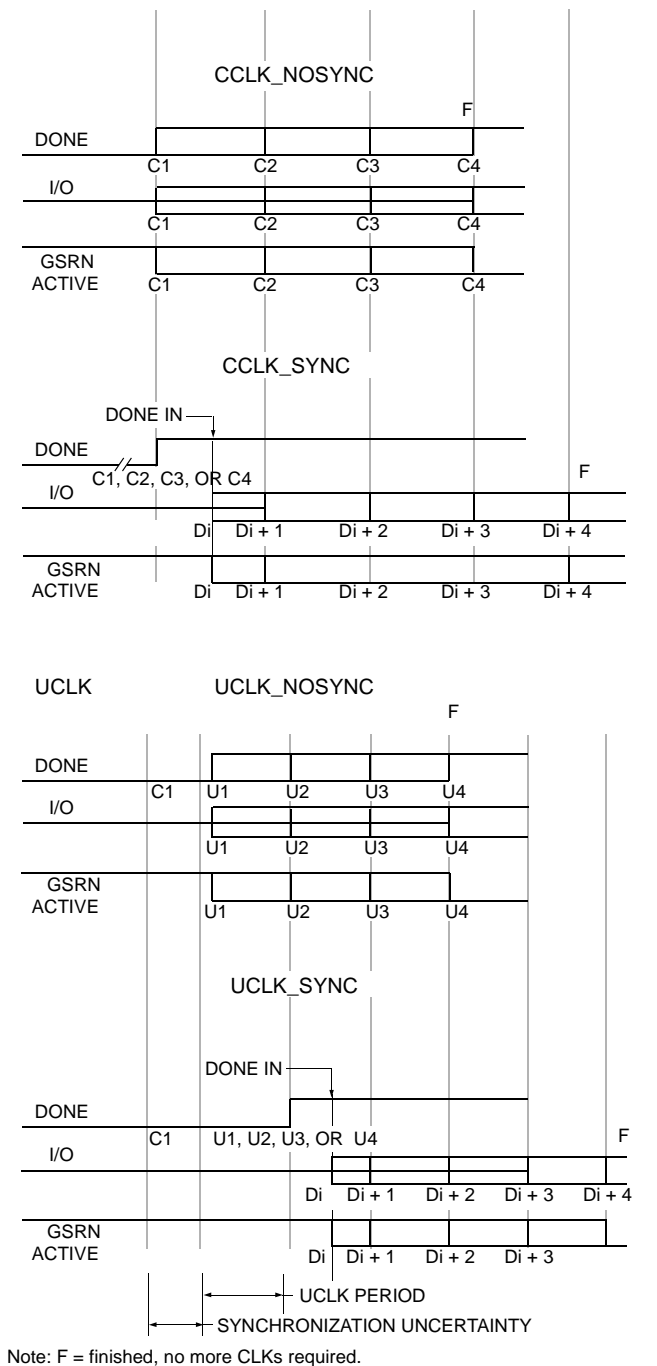 CCLK_NOSYNC
F
DONE
C1 C2 C3 C4
I/O
C1 C2 C3 C4
GSRN
ACTIVE
C1 C2 C3 C4
CCLK_SYNC
DONE IN
DONE
C1, C2, C3, OR C4
F
I/O
Di Di + 1 Di + 2 Di + 3 Di + 4
GSRN
ACTIVE
Di Di + 1 Di + 2 Di + 3 Di + 4
UCLK UCLK_NOSYNC
F
DONE
C1 U1 U2 U3 U4
I/O
U1 U2 U3 U4
GSRN
ACTIVE
U1 U2 U3 U4
UCLK_SYNC
DONE IN
DONE
C1 U1, U2, U3, OR U4
F
I/O
Di Di + 1 Di + 2 Di + 3 Di + 4
GSRN
ACTIVE
Di Di + 1 Di + 2 Di + 3
UCLK PERIOD
SYNCHRONIZATION UNCERTAINTY
Note: F = finished, no more CLKs required.